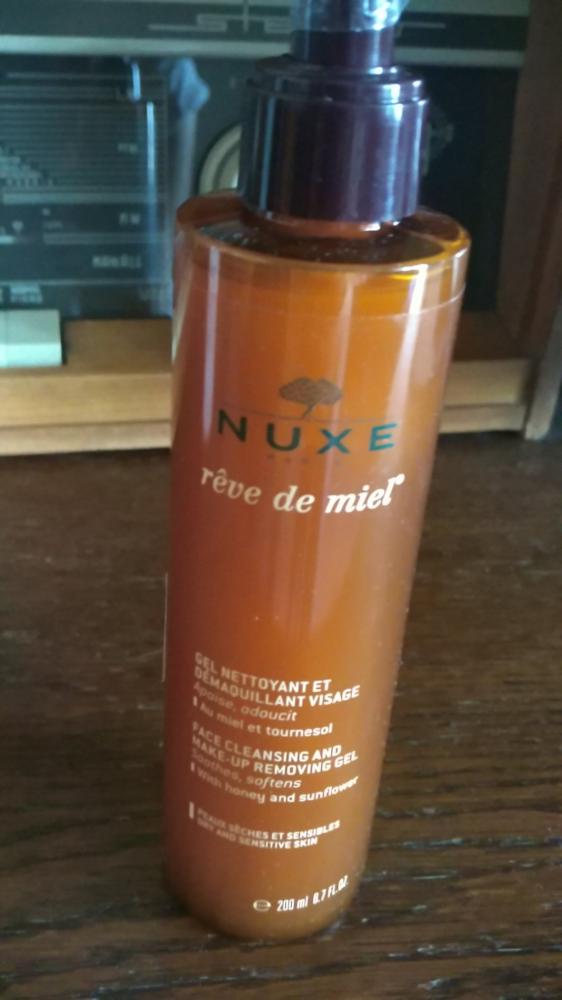 NUXE
PARIS
rêve de miel®
GEL NETTOYANT ET
DÉMAQUILLANT VISAGE
Apaise, adoucit
Au miel et tournesol
FACE CLEANSING AND
MAKE-UP REMOVING GEL
Soothes, softens
With honey and sunflower
PEAUX SÈCHES ET SENSIBLES
DRY AND SENSITIVE SKIN
℮ 200 ml 6.7 FL.OZ.